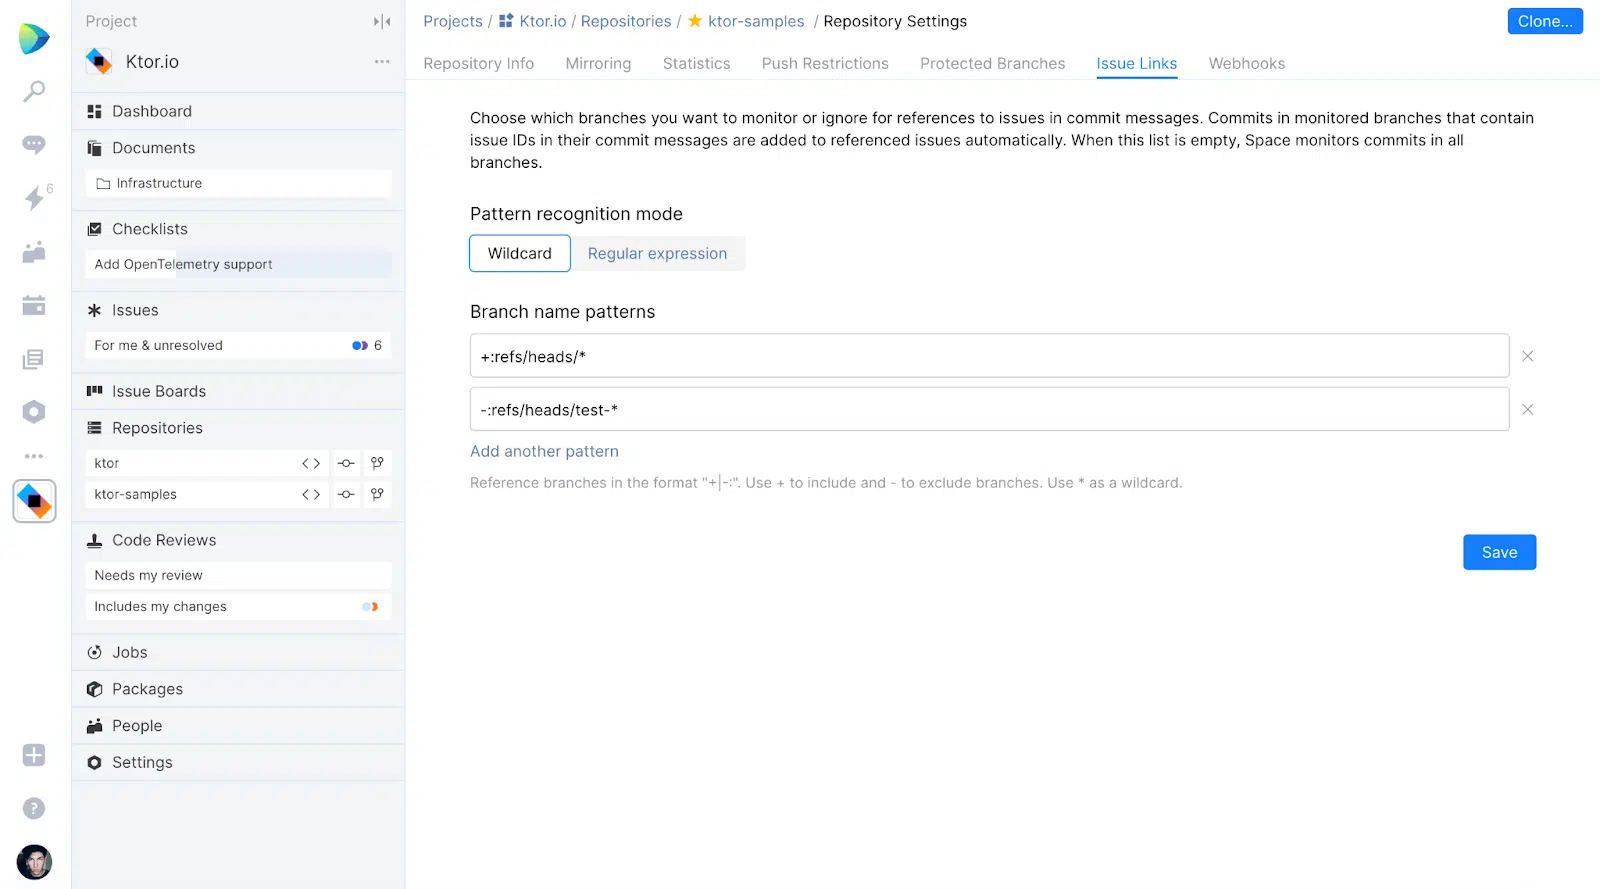 Project
Ktor.io
Dashboard
Documents
Infrastructure
Checklists
Add OpenTelemetry support
Issues
For me & unresolved 6
Issue Boards
Repositories
ktor
ktor-samples
Code Reviews
Needs my review
Includes my changes
Jobs
Packages
People
Settings
6
?
Projects / Ktor.io / Repositories / ktor-samples / Repository Settings
Clone...
Repository Info Mirroring Statistics Push Restrictions Protected Branches Issue Links Webhooks
Choose which branches you want to monitor or ignore for references to issues in commit messages. Commits in monitored branches that contain
issue IDs in their commit messages are added to referenced issues automatically. When this list is empty, Space monitors commits in all
branches.
Pattern recognition mode
Wildcard Regular expression
Branch name patterns
+:refs/heads/*
-:refs/heads/test-*
Add another pattern
Reference branches in the format "+|-:". Use + to include and - to exclude branches. Use * as a wildcard.
Save